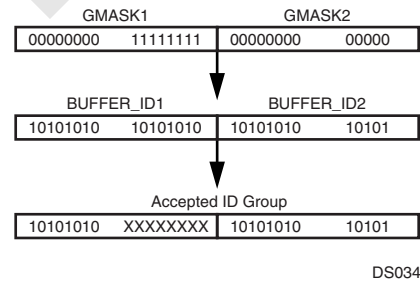 GMASK1 GMASK2
00000000 11111111 00000000 00000
BUFFER_ID1 BUFFER_ID2
10101010 10101010 10101010 10101
Accepted ID Group
10101010 XXXXXXXX 10101010 10101
DS034